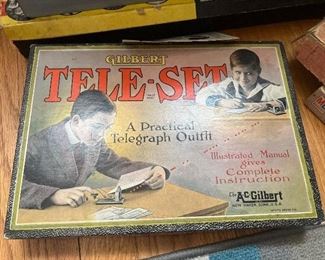 GILBERT
TELE-SET
A Practical
Telegraph Outfit
Illustrated Manual
gives
Complete
Instruction
The A.C. Gilbert
NEW HAVEN, CONN., U.S.A.